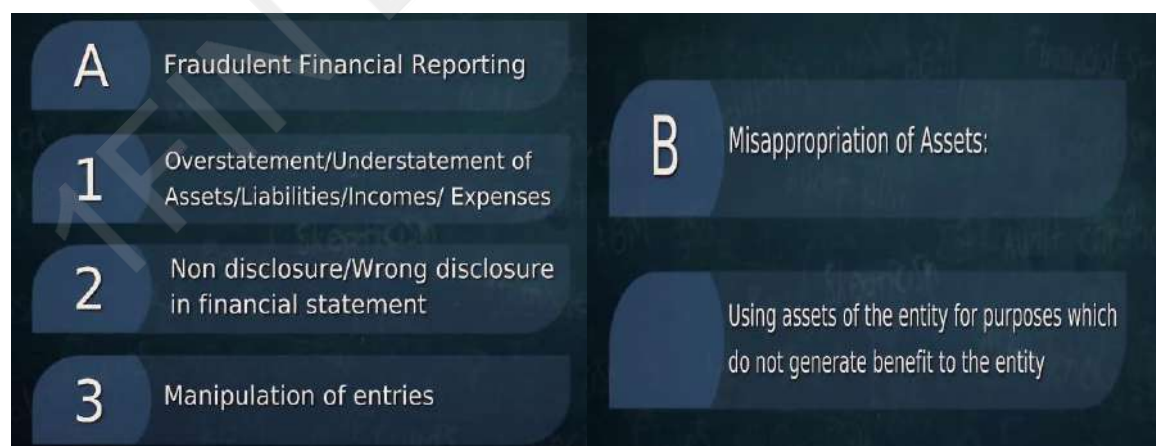 A
Fraudulent Financial Reporting
1
Overstatement/Understatement of
Assets/Liabilities/Incomes/ Expenses
2
Non disclosure/Wrong disclosure
in financial statement
3
Manipulation of entries
B
Misappropriation of Assets:
Using assets of the entity for purposes which
do not generate benefit to the entity